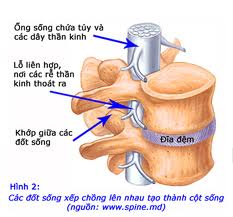 Ống sống chứa tủy và
các dây thần kinh
Lỗ liên hợp,
nơi các rễ thần
kinh thoát ra
Khớp giữa các
đốt sống
Đĩa đệm
Hình 2:
Các đốt sống xếp chồng lên nhau tạo thành cột sống
(nguồn: www.spine.md)